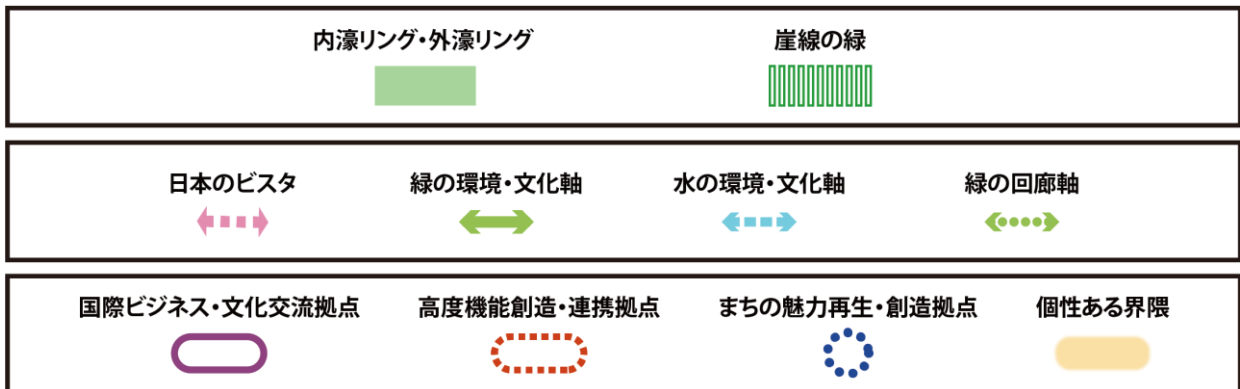 内濠リング・外濠リング
崖線の緑
日本のビスタ
緑の環境・文化軸
水の環境・文化軸
緑の回廊軸
国際ビジネス・文化交流拠点
高度機能創造・連携拠点
まちの魅力再生・創造拠点
個性ある界隈